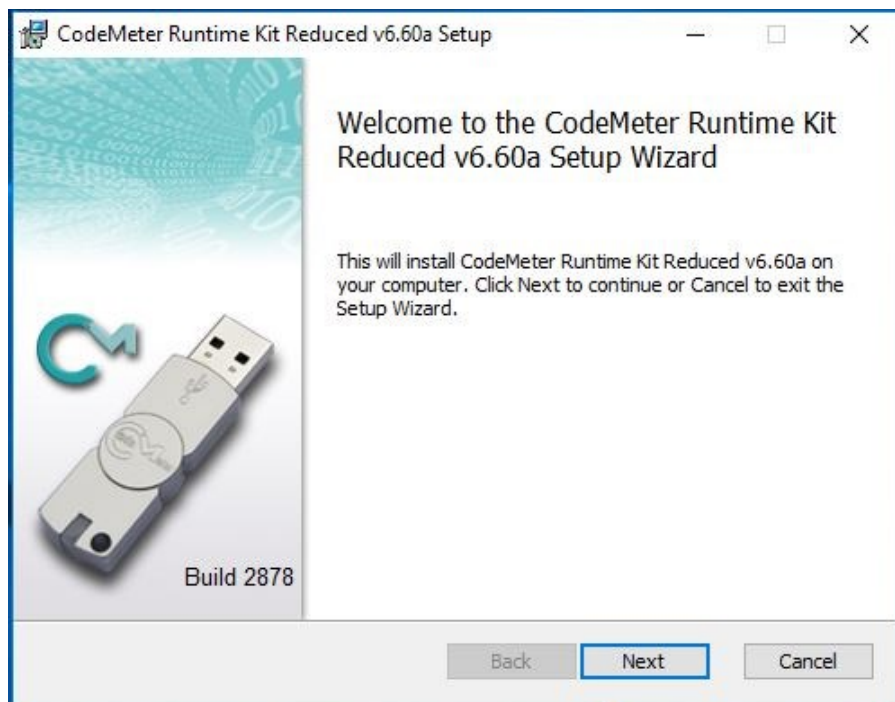 CodeMeter Runtime Kit Reduced v6.60a Setup
Welcome to the CodeMeter Runtime Kit
Reduced v6.60a Setup Wizard
This will install CodeMeter Runtime Kit Reduced v6.60a on
your computer. Click Next to continue or Cancel to exit the
Setup Wizard.
Build 2878
Back
Next
Cancel